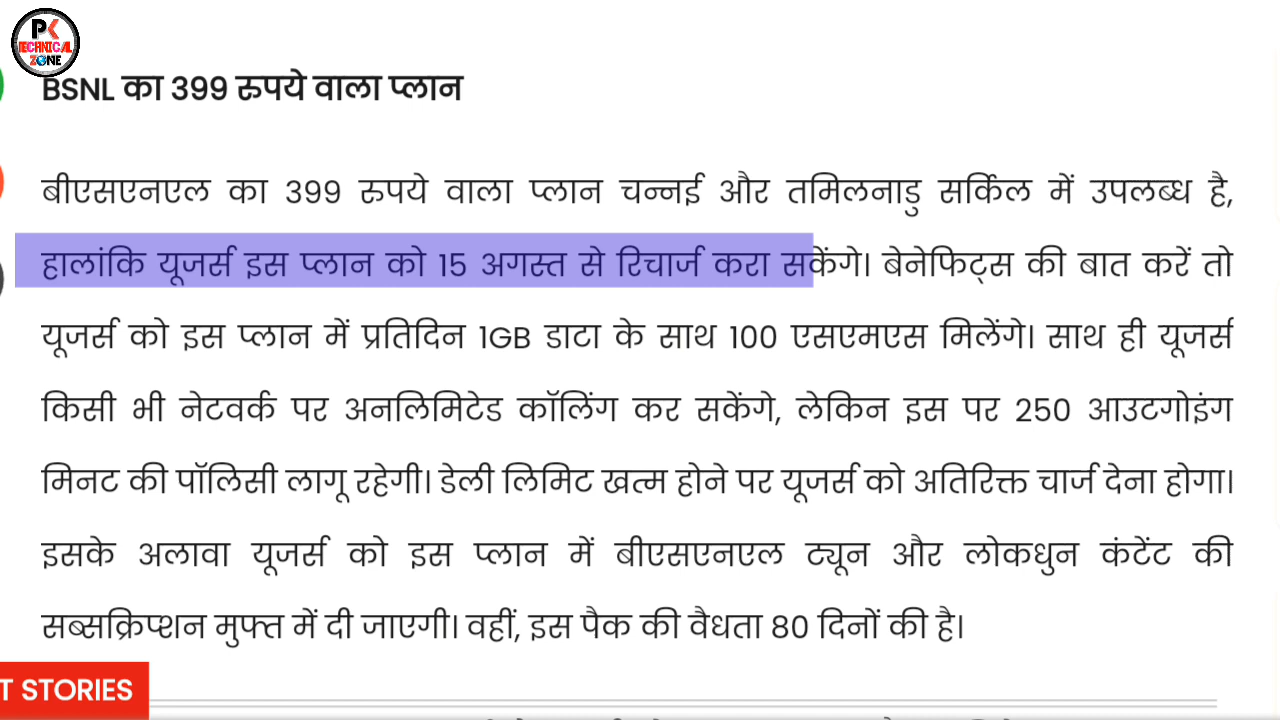 PK
TECHNICAL
ZONE
BSNL का 399 रुपये वाला प्लान
बीएसएनएल का 399 रुपये वाला प्लान चन्नई और तमिलनाडु सर्किल में उपलब्ध है,
हालांकि यूजर्स इस प्लान को 15 अगस्त से रिचार्ज करा सकेंगे। बेनेफिट्स की बात करें तो
यूजर्स को इस प्लान में प्रतिदिन 1GB डाटा के साथ 100 एसएमएस मिलेंगे। साथ ही यूजर्स
किसी भी नेटवर्क पर अनलिमिटेड कॉलिंग कर सकेंगे, लेकिन इस पर 250 आउटगोइंग
मिनट की पॉलिसी लागू रहेगी। डेली लिमिट खत्म होने पर यूजर्स को अतिरिक्त चार्ज देना होगा।
इसके अलावा यूजर्स को इस प्लान में बीएसएनएल ट्यून और लोकधुन कंटेंट की
सब्सक्रिप्शन मुफ्त में दी जाएगी। वहीं, इस पैक की वैधता 80 दिनों की है।
T STORIES